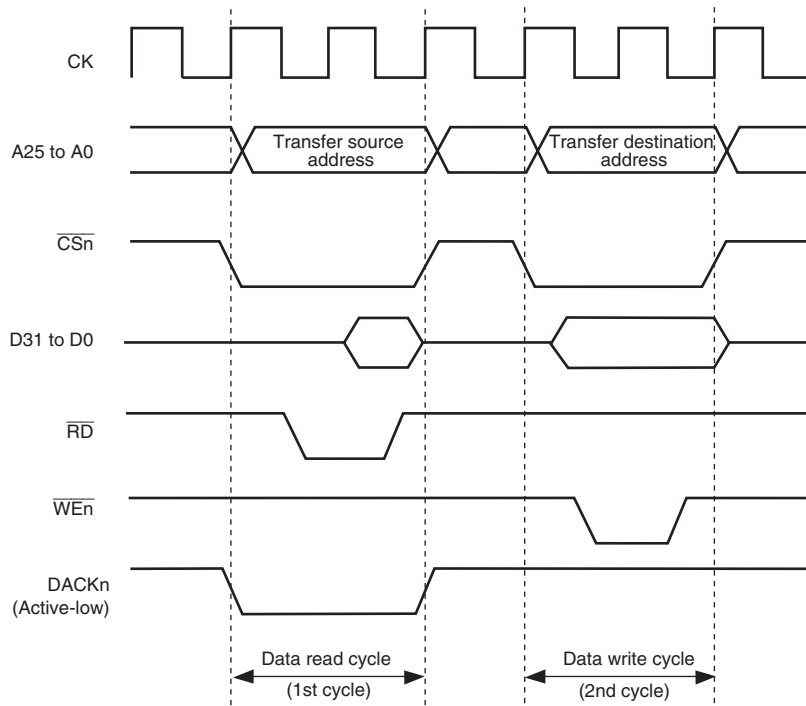 CK
A25 to A0
Transfer source
address
Transfer destination
address
CSn
D31 to D0
RD
WEn
DACKn
(Active-low)
Data read cycle
(1st cycle)
Data write cycle
(2nd cycle)